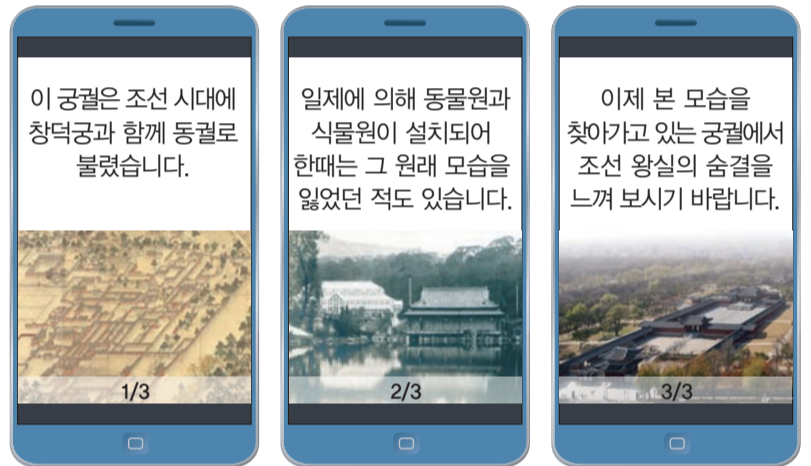 이 궁궐은 조선 시대에
창덕궁과 함께 동궐로
불렸습니다.
1/3
일제에 의해 동물원과
식물원이 설치되어
한때는 그 원래 모습을
잃었던 적도 있습니다.
2/3
이제 본 모습을
찾아가고 있는 궁궐에서
조선 왕실의 숨결을
느껴 보시기 바랍니다.
3/3